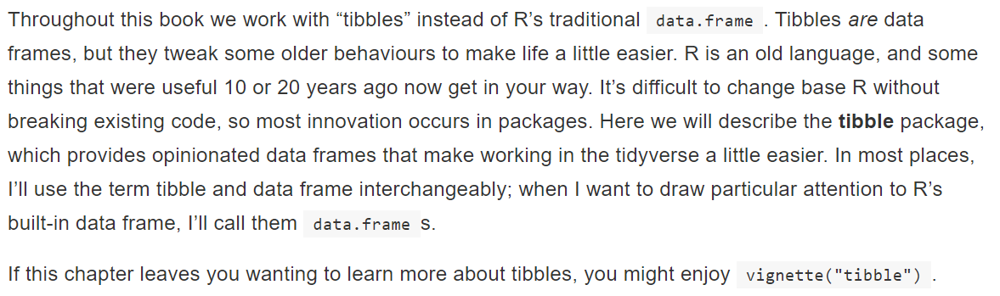 Throughout this book we work with “tibbles” instead of R’s traditional data.frame . Tibbles are data
frames, but they tweak some older behaviours to make life a little easier. R is an old language, and some
things that were useful 10 or 20 years ago now get in your way. It’s difficult to change base R without
breaking existing code, so most innovation occurs in packages. Here we will describe the tibble package,
which provides opinionated data frames that make working in the tidyverse a little easier. In most places,
I’ll use the term tibble and data frame interchangeably; when I want to draw particular attention to R’s
built-in data frame, I’ll call them data.frame s.
If this chapter leaves you wanting to learn more about tibbles, you might enjoy vignette("tibble") .